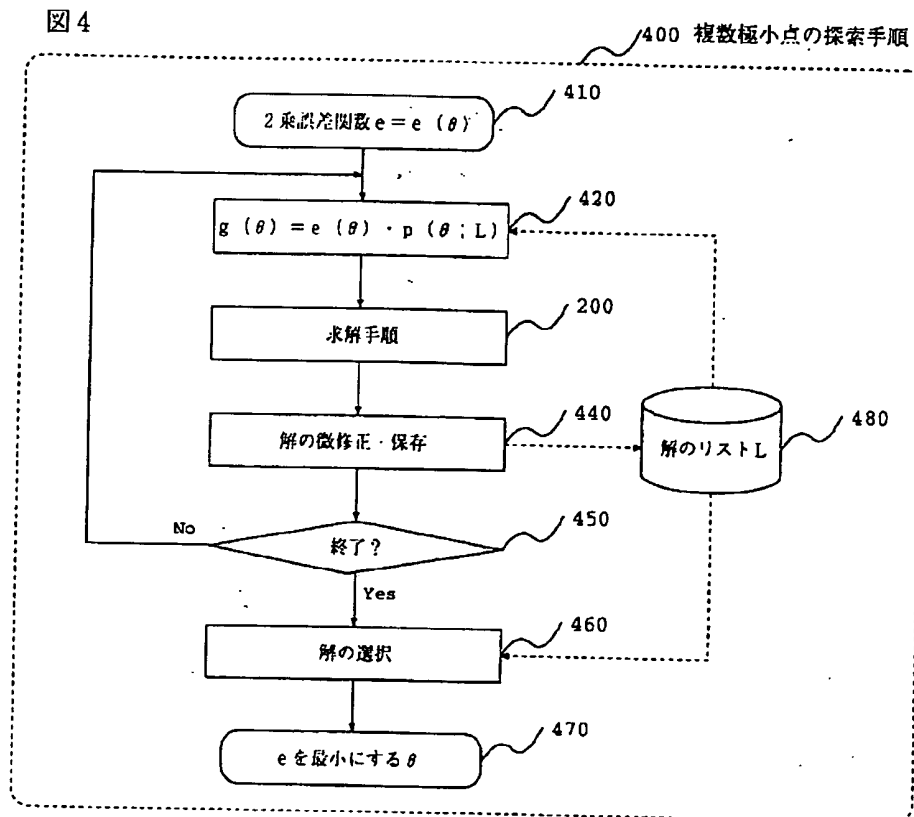 図4
400 複数極小点の探索手順
410
2乗誤差関数e＝e(θ)
420
g(θ)＝e(θ)・p(θ;L)
200
求解手順
440
解の微修正・保存
480
解のリストL
450
No
終了?
Yes
460
解の選択
470
eを最小にするθ